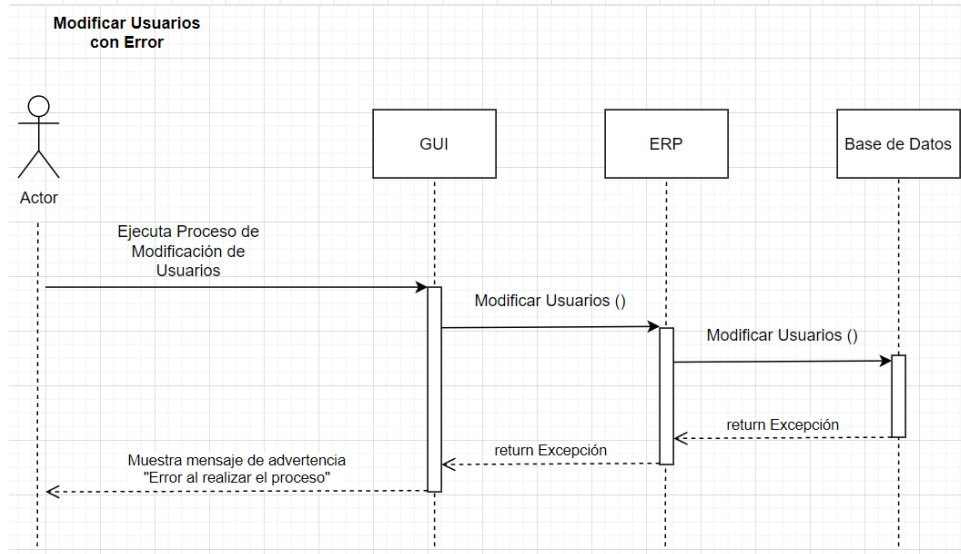 Modificar Usuarios
con Error
GUI
ERP
Base de Datos
Actor
Ejecuta Proceso de
Modificación de
Usuarios
Modificar Usuarios ()
Modificar Usuarios ()
return Excepción
return Excepción
Muestra mensaje de advertencia
"Error al realizar el proceso"